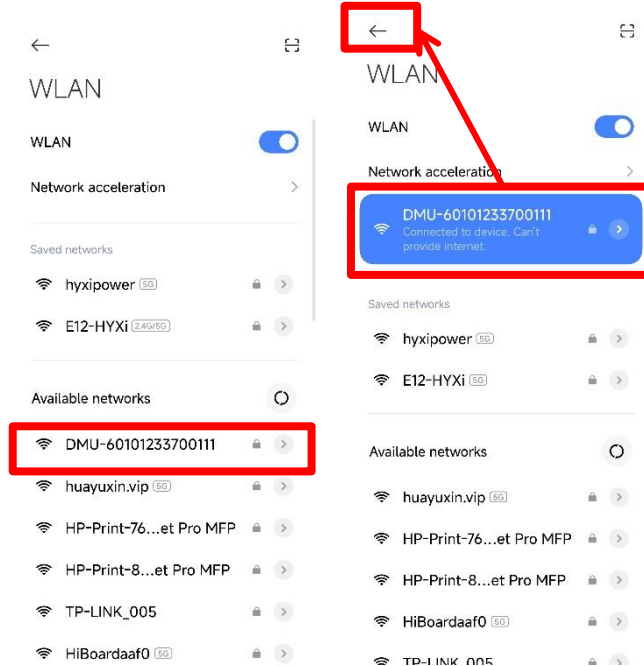 WLAN
WLAN
Network acceleration
Saved networks
hyxipower 5G
E12-HYXi 2.4G/5G
Available networks
DMU-60101233700111
huayuxin.vip 5G
HP-Print-76...et Pro MFP
HP-Print-8...et Pro MFP
TP-LINK_005
HiBoardaaf0 5G
WLAN
WLAN
Network acceleration
DMU-60101233700111
Connected to device. Can't
provide internet.
Saved networks
hyxipower 5G
E12-HYXi 5G
Available networks
huayuxin.vip 5G
HP-Print-76...et Pro MFP
HP-Print-8...et Pro MFP
HiBoardaaf0 5G
TP-LINK_005